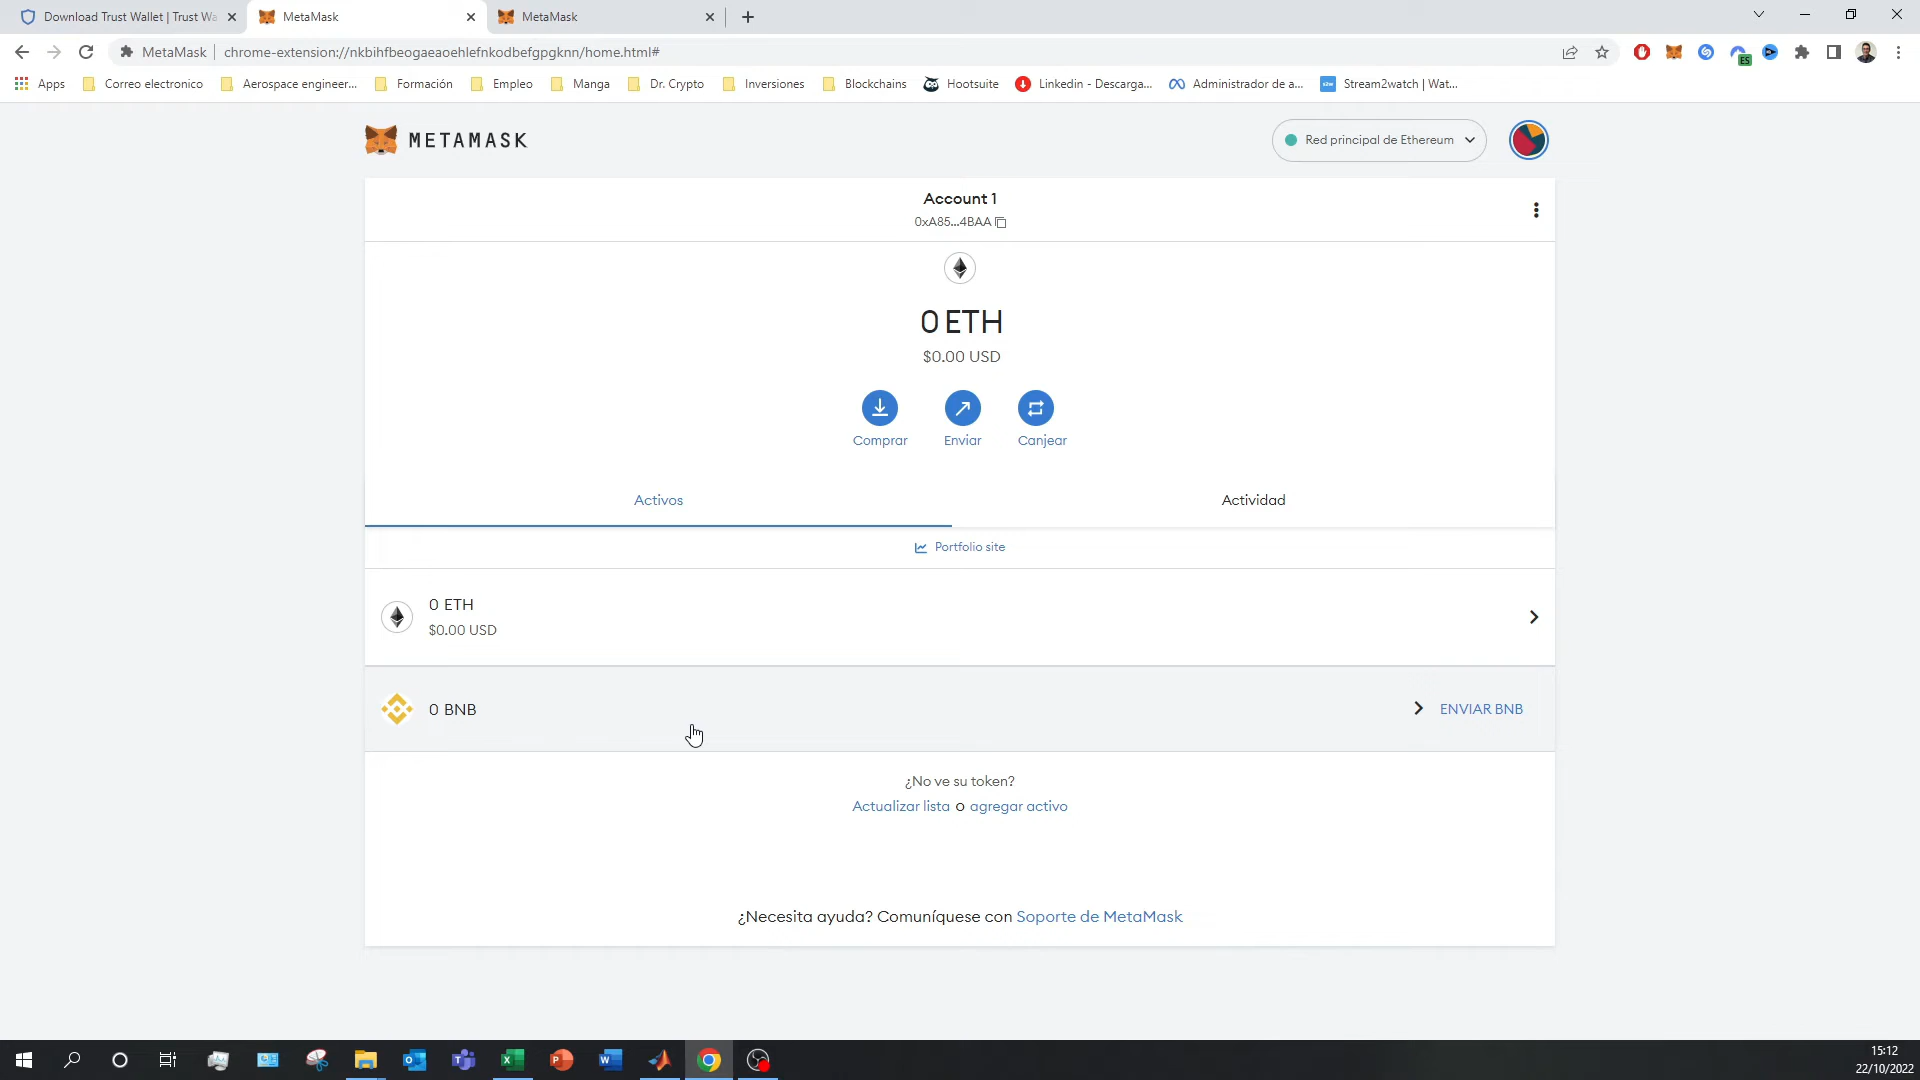 Download Trust Wallet | Trust Wa
MetaMask
MetaMask
MetaMask
chrome-extension://nkbihfbeogaeaoehlefnkodbefgpgknn/home.html#
ES
Apps
Correo electronico
Aerospace engineer...
Formación
Empleo
Manga
Dr. Crypto
Inversiones
Blockchains
Hootsuite
Linkedin - Descarga...
Administrador de a...
Stream2watch | Wat...
METAMASK
Red principal de Ethereum
Account 1
0xA85...4BAA
0 ETH
$0.00 USD
Comprar
Enviar
Canjear
Activos
Actividad
Portfolio site
0 ETH
$0.00 USD
0 BNB
ENVIAR BNB
¿No ve su token?
Actualizar lista o agregar activo
¿Necesita ayuda? Comuníquese con Soporte de MetaMask
15:12
22/10/2022